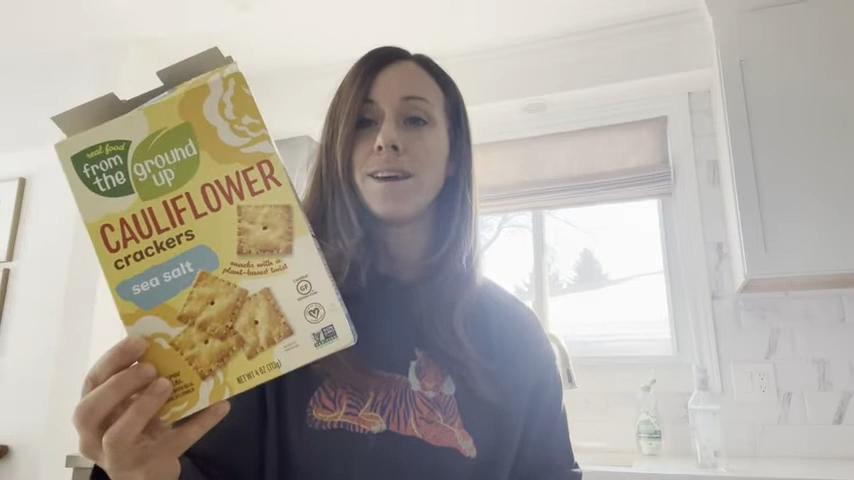 real food
from
the
ground
up
CAULIFLOWER
crackers
sea salt
snacks with a
plant-based twist
GF
NET WT 4 OZ (113g)